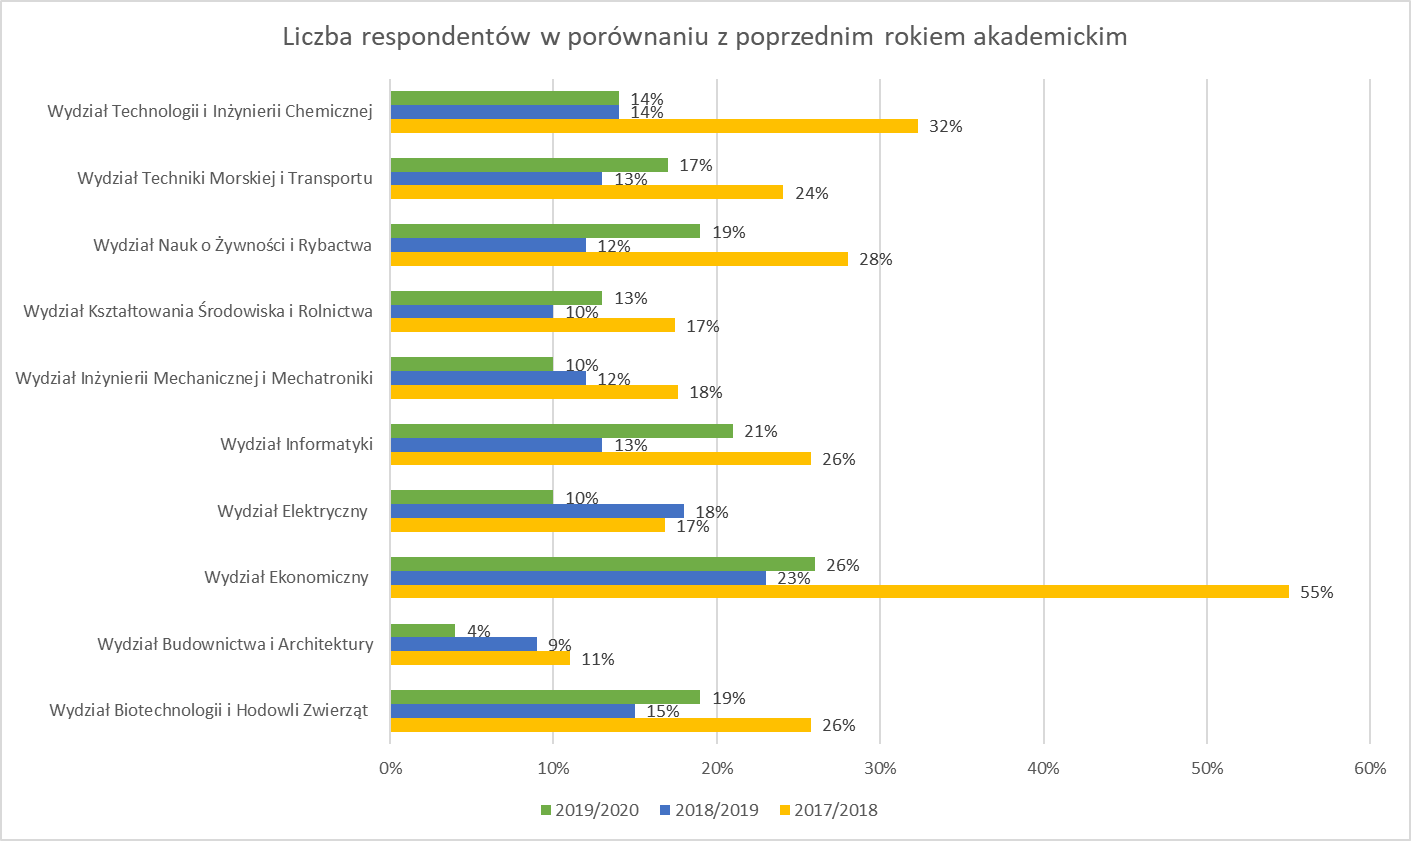 Liczba respondentów w porównaniu z poprzednim rokiem akademickim
Wydział Technologii i Inżynierii Chemicznej
14%
14%
32%
Wydział Techniki Morskiej i Transportu
17%
13%
24%
Wydział Nauk o Żywności i Rybactwa
19%
12%
28%
Wydział Kształtowania Środowiska i Rolnictwa
13%
10%
17%
Wydział Inżynierii Mechanicznej i Mechatroniki
10%
12%
18%
Wydział Informatyki
21%
13%
26%
Wydział Elektryczny
10%
18%
17%
Wydział Ekonomiczny
26%
23%
55%
Wydział Budownictwa i Architektury
4%
9%
11%
Wydział Biotechnologii i Hodowli Zwierząt
19%
15%
26%
0% 10% 20% 30% 40% 50% 60%
2019/2020 2018/2019 2017/2018